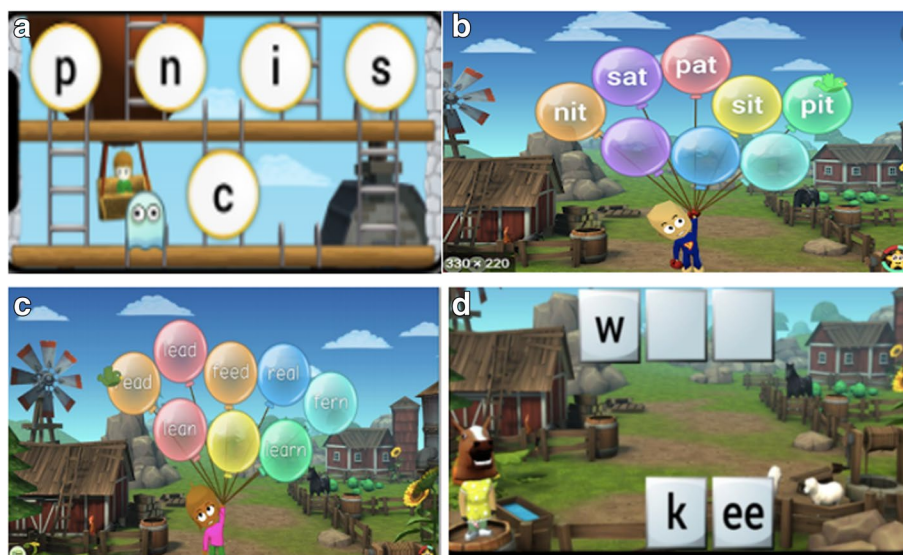 a
p n i s
c
b
pat
sat
sit
pit
nit
330 × 220
c
lead
ead
feed
real
fern
lean
learn
d
w
k ee